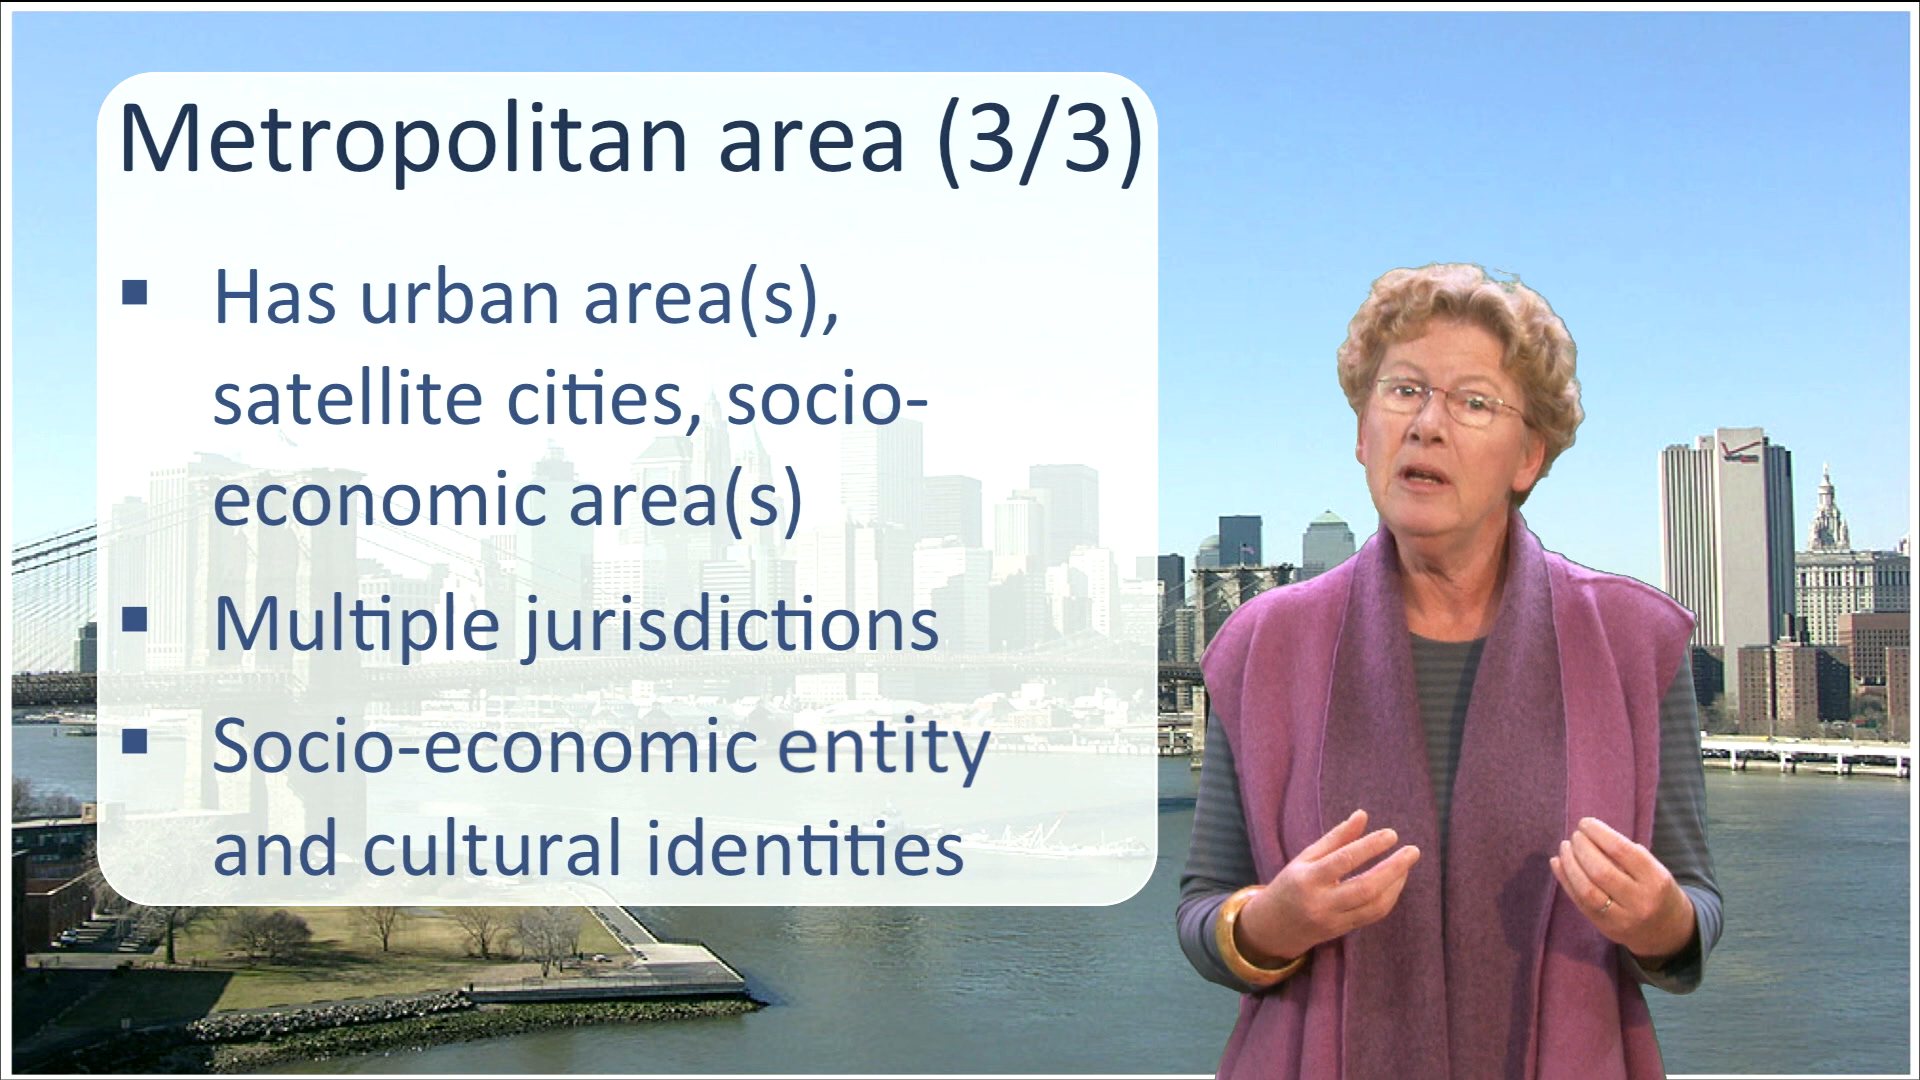 Metropolitan area (3/3)
▪ Has urban area(s),
satellite cities, socio-
economic area(s)
▪ Multiple jurisdictions
▪ Socio-economic entity
and cultural identities